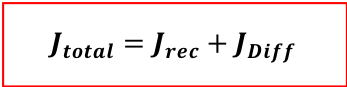 J_total = J_rec + J_Diff